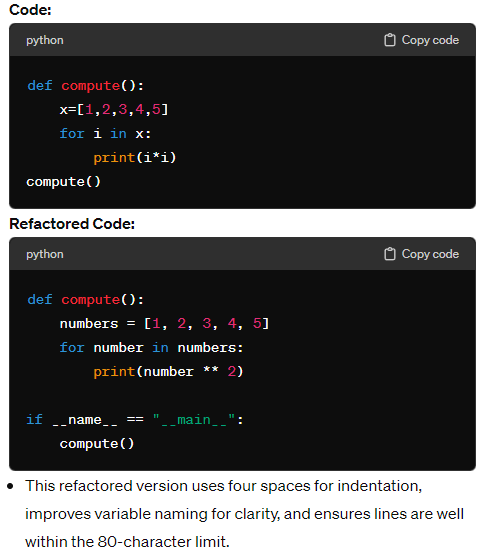 Code:
python Copy code
def compute():
    x=[1,2,3,4,5]
    for i in x:
        print(i*i)
compute()
Refactored Code:
python Copy code
def compute():
    numbers = [1, 2, 3, 4, 5]
    for number in numbers:
        print(number ** 2)

if __name__ == "__main__":
    compute()
• This refactored version uses four spaces for indentation,
improves variable naming for clarity, and ensures lines are well
within the 80-character limit.